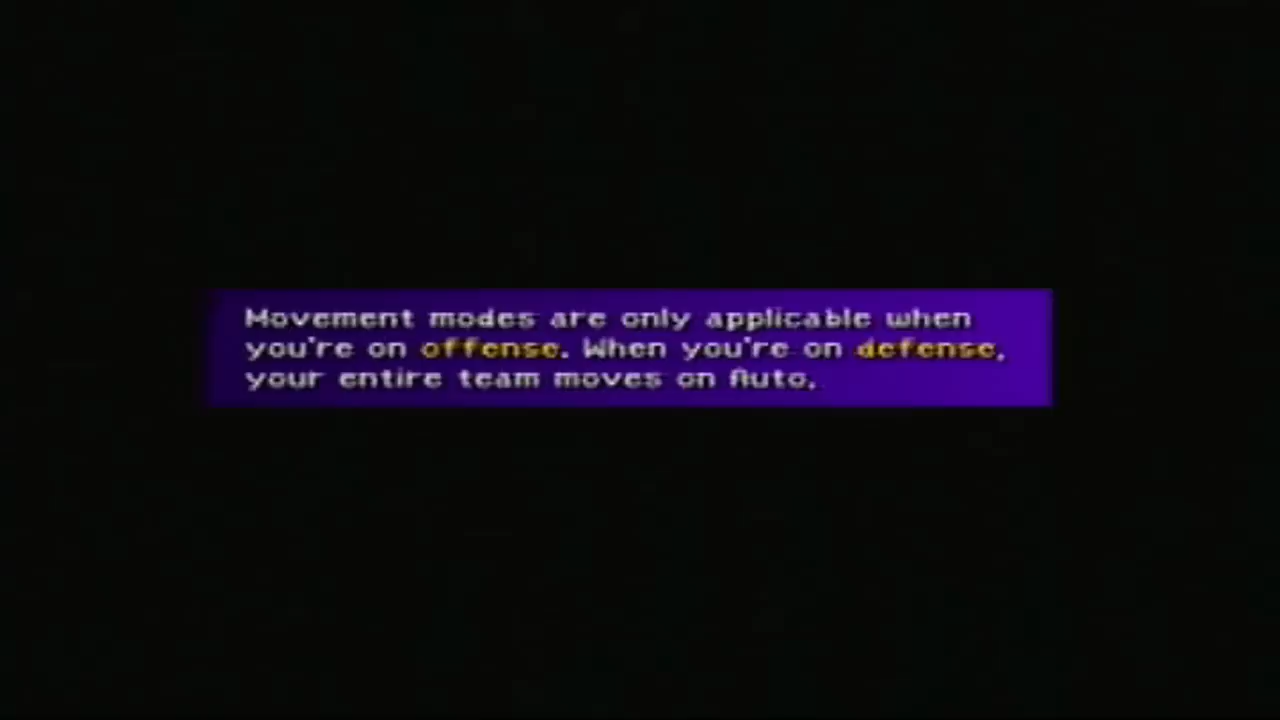 Movement modes are only applicable when
you're on offense. When you're on defense,
your entire team moves on Auto.